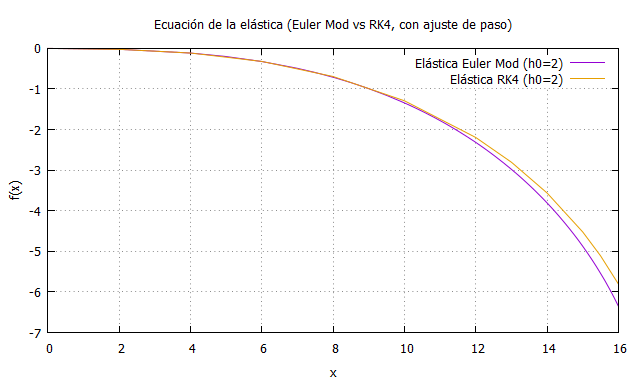 Ecuación de la elástica (Euler Mod vs RK4, con ajuste de paso)
Elástica Euler Mod (h0=2)
Elástica RK4 (h0=2)
f(x)
0
-1
-2
-3
-4
-5
-6
-7
0 2 4 6 8 10 12 14 16
x